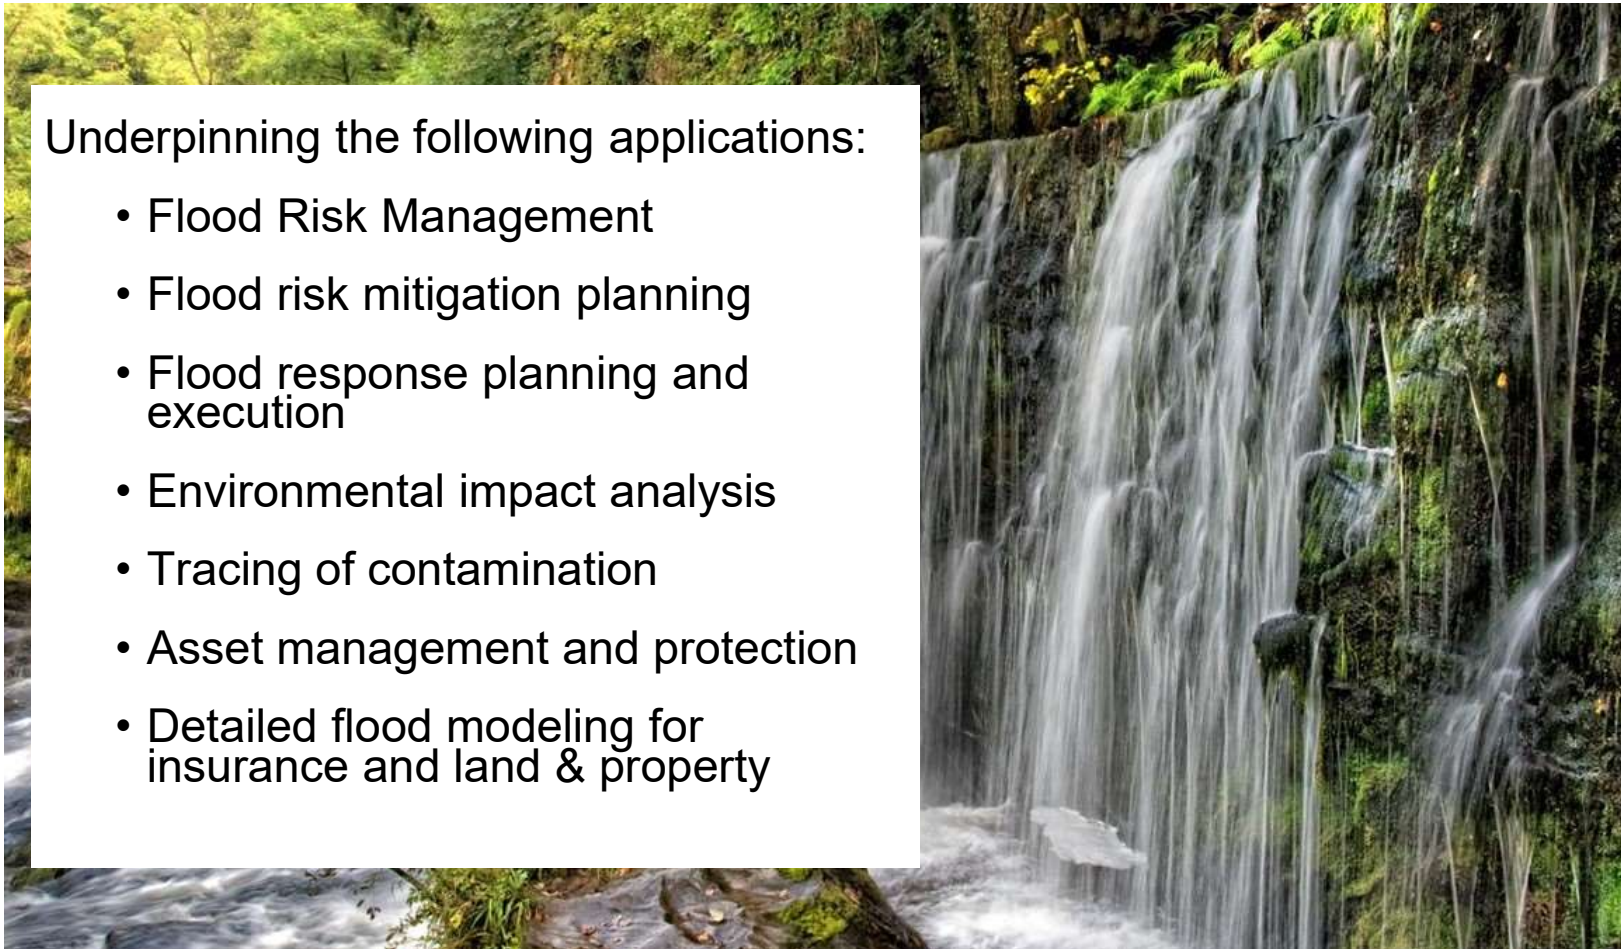 Underpinning the following applications:
• Flood Risk Management
• Flood risk mitigation planning
• Flood response planning and
execution
• Environmental impact analysis
• Tracing of contamination
• Asset management and protection
• Detailed flood modeling for
insurance and land & property